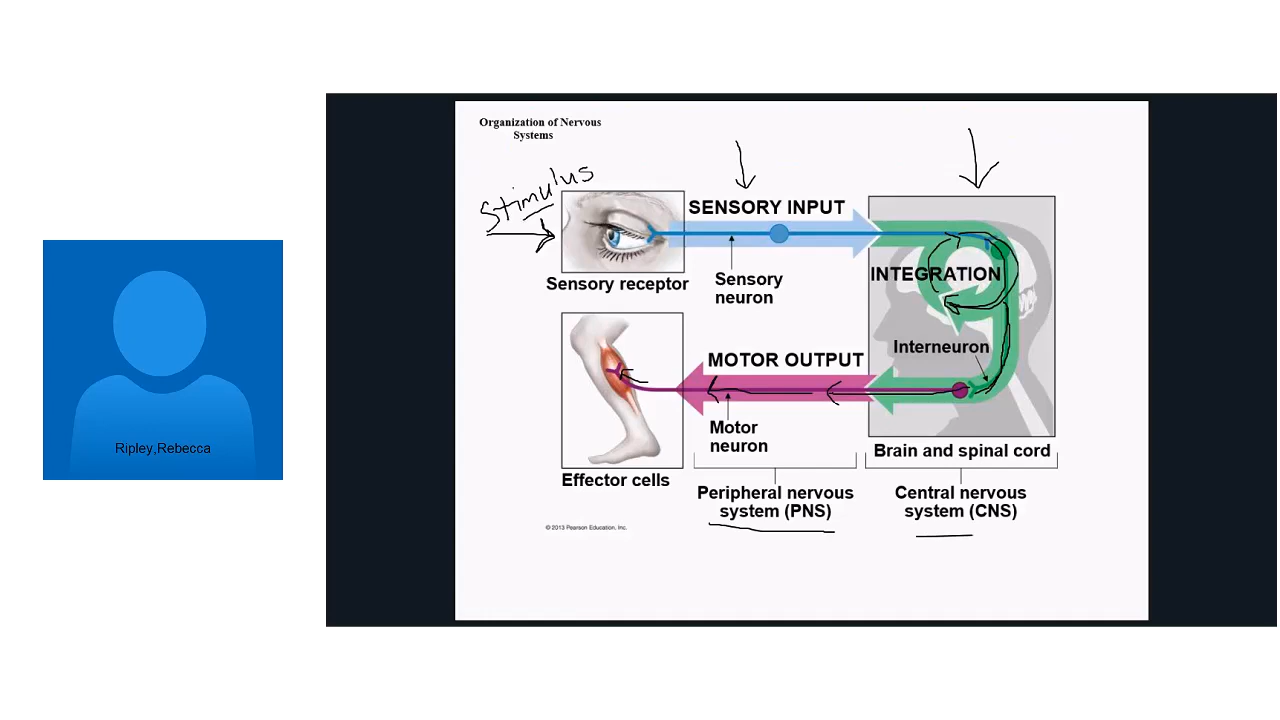 Organization of Nervous
Systems
Stimulus
SENSORY INPUT
INTEGRATION
Sensory receptor
Sensory
neuron
Interneuron
MOTOR OUTPUT
Motor
neuron
Brain and spinal cord
Effector cells
Peripheral nervous
system (PNS)
Central nervous
system (CNS)
© 2013 Pearson Education, Inc.
Ripley,Rebecca